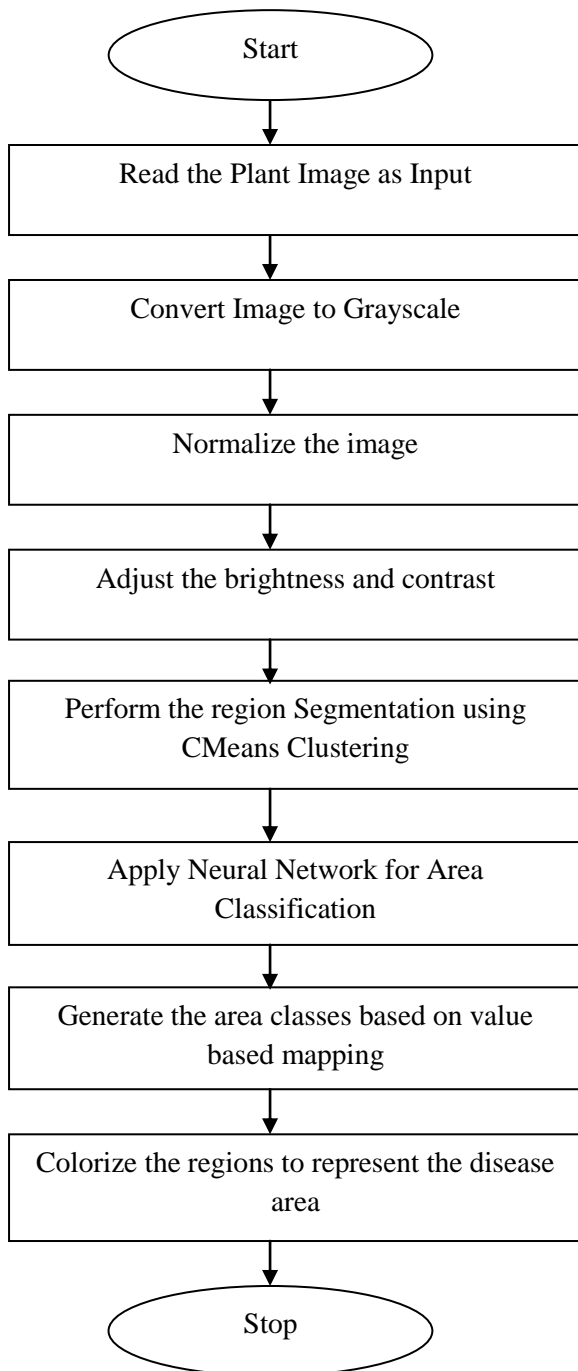 Start
Read the Plant Image as Input
Convert Image to Grayscale
Normalize the image
Adjust the brightness and contrast
Perform the region Segmentation using
CMeans Clustering
Apply Neural Network for Area
Classification
Generate the area classes based on value
based mapping
Colorize the regions to represent the disease
area
Stop